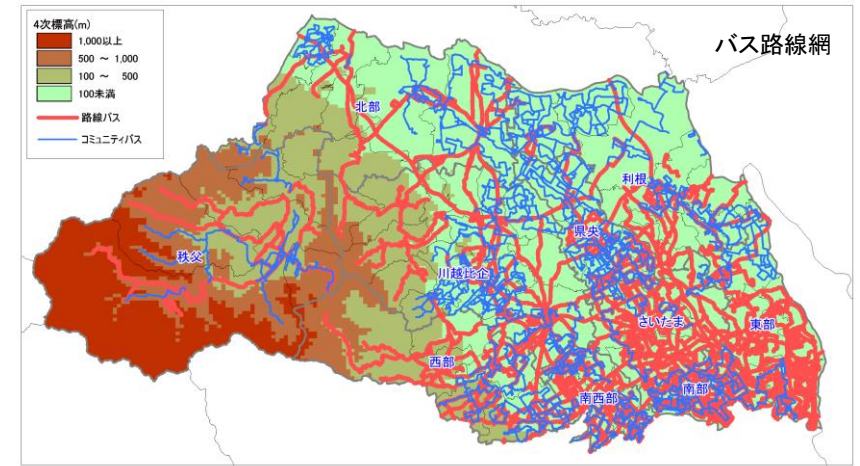 バス路線網
4次標高(m)
1,000以上
500 ～ 1,000
100 ～ 500
100未満
路線バス
コミュニティバス
北部
利根
県央
秩父
川越比企
さいたま
東部
西部
南西部
南部